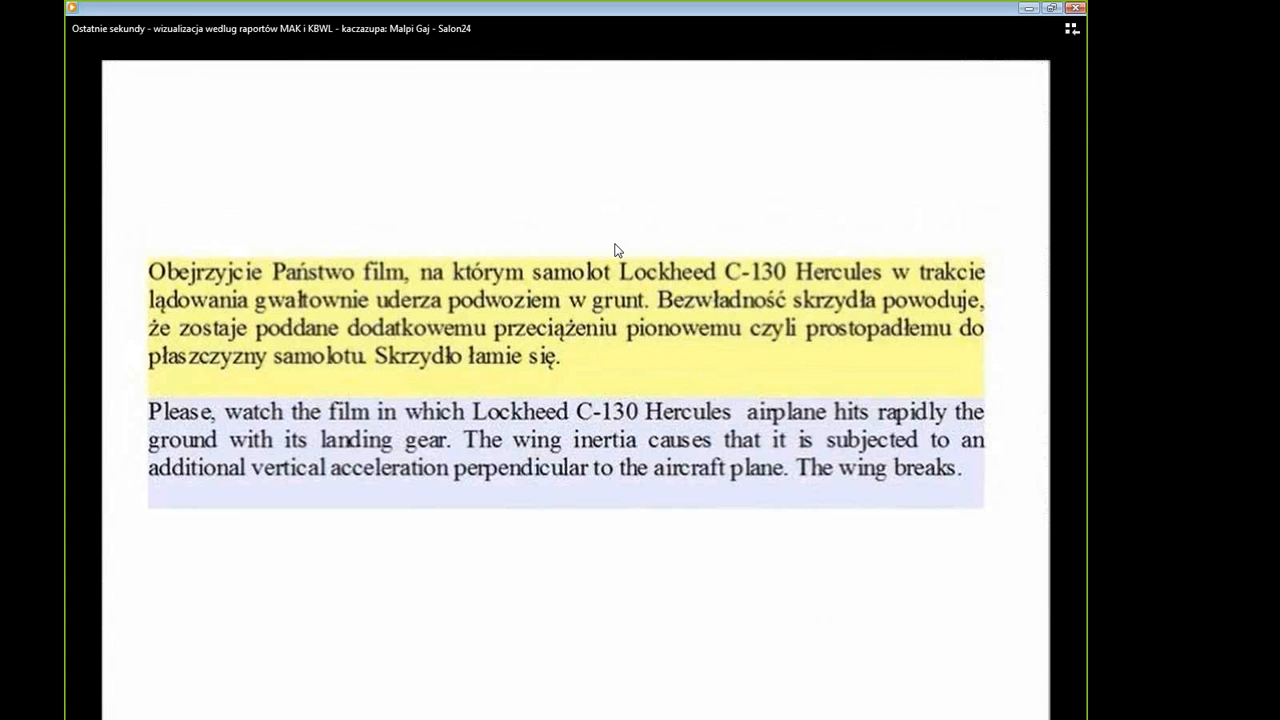 Ostatnie sekundy - wizualizacja wedlug raportów MAK i KBWL - kaczazupa: Malpi Gaj - Salon24
Obejrzyjcie Państwo film, na którym samolot Lockheed C-130 Hercules w trakcie
lądowania gwałtownie uderza podwoziem w grunt. Bezwładność skrzydła powoduje,
że zostaje poddane dodatkowemu przeciążeniu pionowemu czyli prostopadłemu do
płaszczyzny samolotu. Skrzydło łamie się.
Please, watch the film in which Lockheed C-130 Hercules airplane hits rapidly the
ground with its landing gear. The wing inertia causes that it is subjected to an
additional vertical acceleration perpendicular to the aircraft plane. The wing breaks.